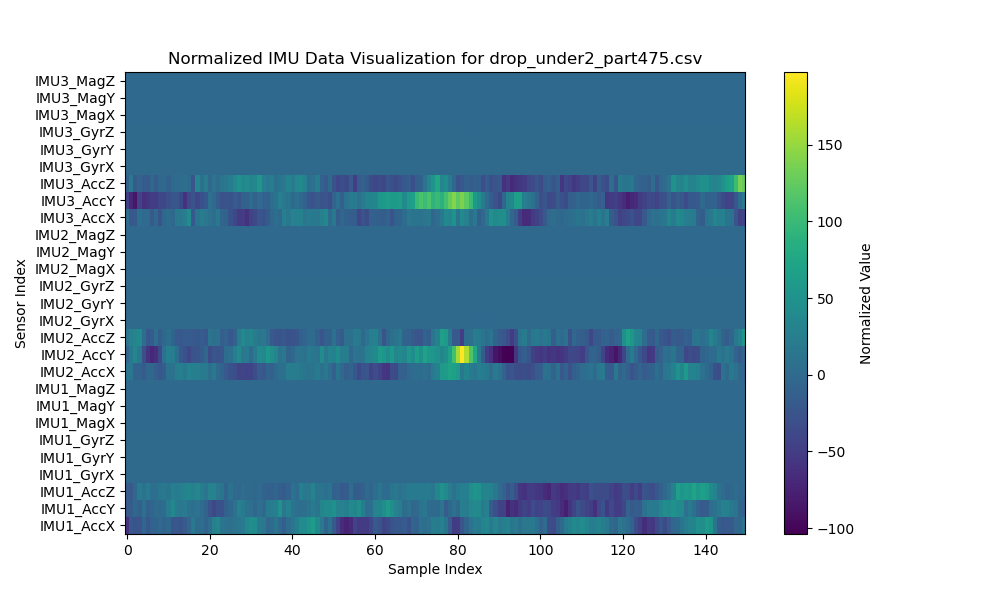 Normalized IMU Data Visualization for drop_under2_part475.csv
IMU3_MagZ
IMU3_MagY
IMU3_MagX
IMU3_GyrZ
IMU3_GyrY
IMU3_GyrX
IMU3_AccZ
IMU3_AccY
IMU3_AccX
IMU2_MagZ
IMU2_MagY
IMU2_MagX
IMU2_GyrZ
IMU2_GyrY
IMU2_GyrX
IMU2_AccZ
IMU2_AccY
IMU2_AccX
IMU1_MagZ
IMU1_MagY
IMU1_MagX
IMU1_GyrZ
IMU1_GyrY
IMU1_GyrX
IMU1_AccZ
IMU1_AccY
IMU1_AccX
Sensor Index
0 20 40 60 80 100 120 140
Sample Index
150
100
50
0
−50
−100
Normalized Value